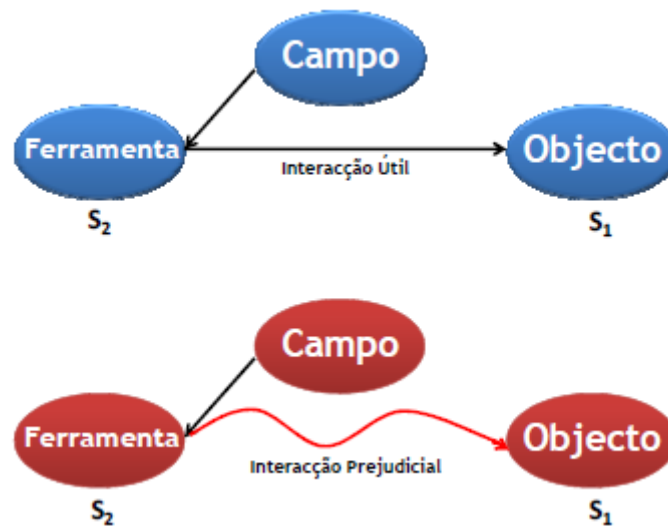 Campo
Ferramenta
Objecto
Interacção Útil
S₂
S₁
Campo
Ferramenta
Objecto
Interacção Prejudicial
S₂
S₁